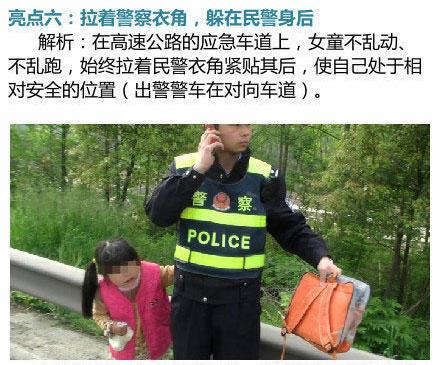 亮点六：拉着警察衣角，躲在民警身后
解析：在高速公路的应急车道上，女童不乱动、
不乱跑，始终拉着民警衣角紧贴其后，使自己处于相
对安全的位置（出警警车在对向车道）。
警 察
POLICE